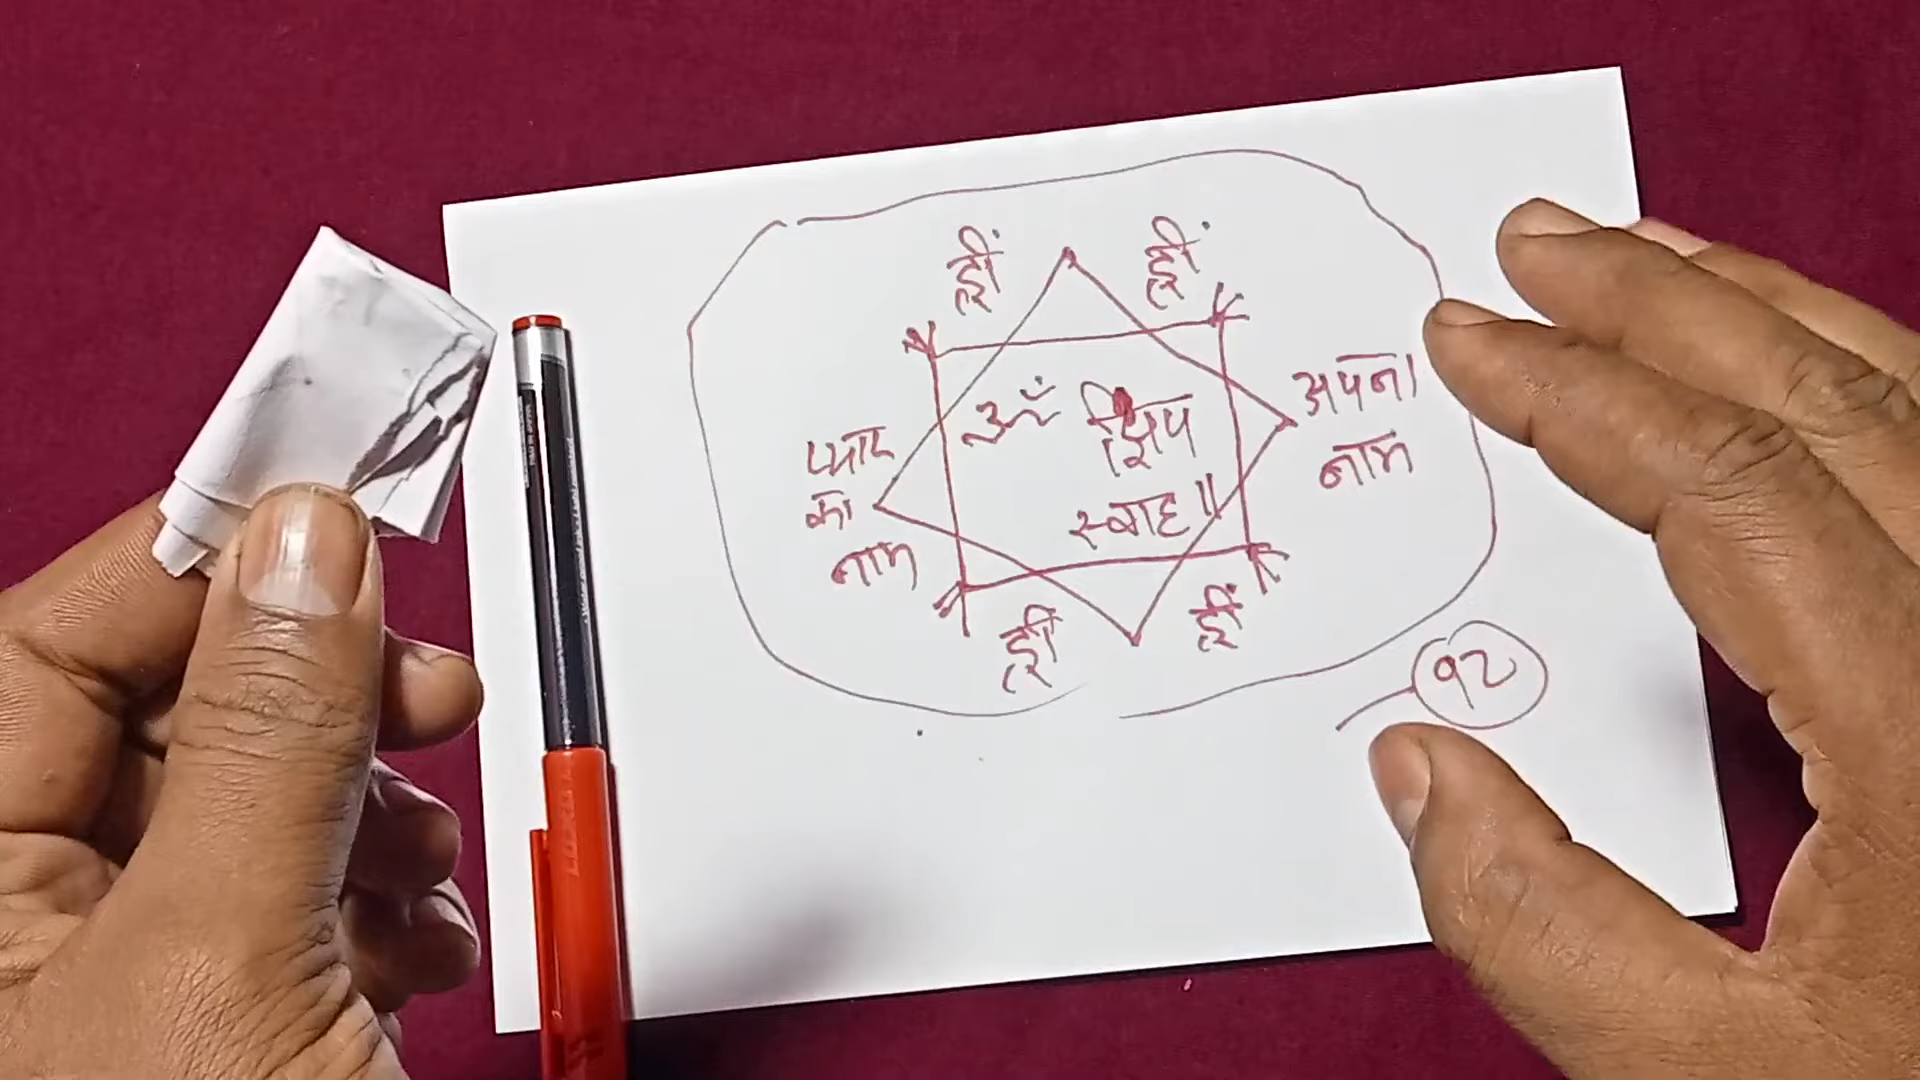 ह्रीं ह्रीं
ॐ क्षिप
स्वाह॥
प्यार
का
नाम
अपना
नाम
ह्रीं ह्रीं
१२